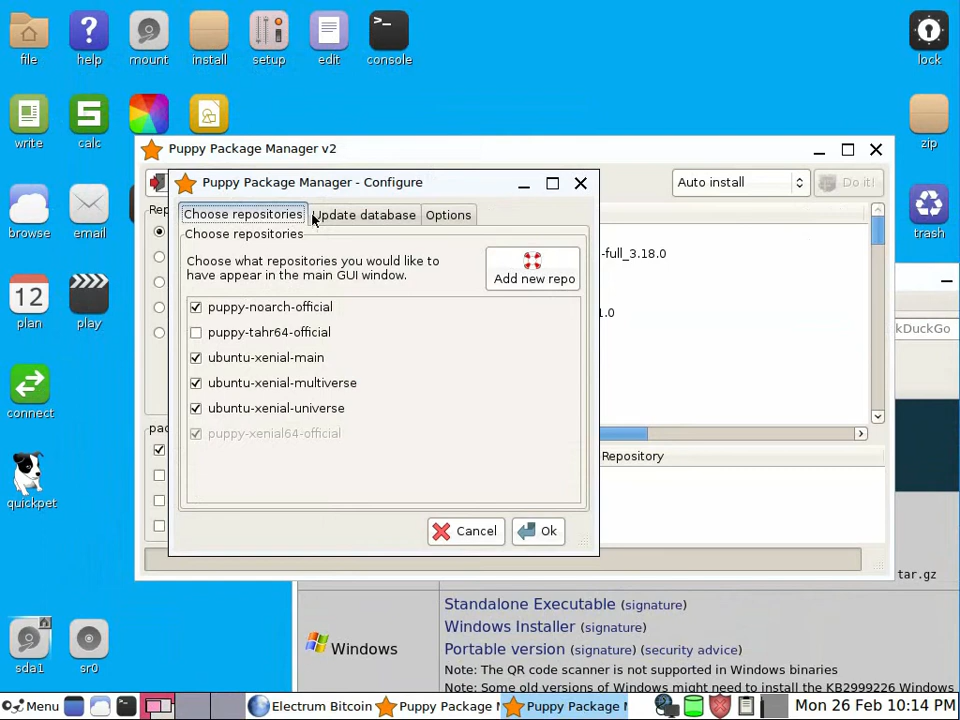 file
help
mount
install
setup
edit
console
lock
write
calc
zip
Puppy Package Manager v2
Puppy Package Manager - Configure
Auto install
Do it!
browse
email
trash
Choose repositories
Update database
Options
Rep
Choose repositories
Choose what repositories you would like to
have appear in the main GUI window.
Add new repo
-full_3.18.0
puppy-noarch-official
1.0
puppy-tahr64-official
ubuntu-xenial-main
ubuntu-xenial-multiverse
ubuntu-xenial-universe
puppy-xenial64-official
12
plan
play
kDuckGo
connect
pac
Repository
quickpet
Cancel
Ok
tar.gz
Standalone Executable (signature)
Windows Installer (signature)
Windows
Portable version (signature) (security advice)
Note: The QR code scanner is not supported in Windows binaries
Note: Some old versions of Windows might need to install the KB2999226 Windows
sda1
sr0
Menu
Electrum Bitcoin
Puppy Package M
Puppy Package M
Mon 26 Feb 10:14 PM